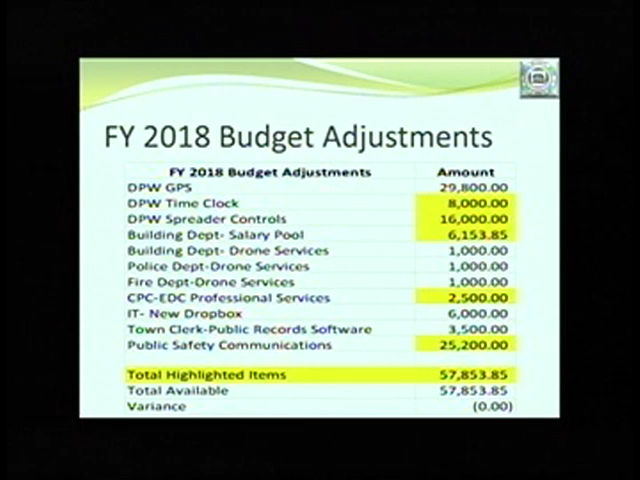 FY 2018 Budget Adjustments
FY 2018 Budget Adjustments Amount
DPW GPS 29,800.00
DPW Time Clock 8,000.00
DPW Spreader Controls 16,000.00
Building Dept- Salary Pool 6,153.85
Building Dept- Drone Services 1,000.00
Police Dept-Drone Services 1,000.00
Fire Dept-Drone Services 1,000.00
CPC-EDC Professional Services 2,500.00
IT- New Dropbox 6,000.00
Town Clerk-Public Records Software 3,500.00
Public Safety Communications 25,200.00
Total Highlighted Items 57,853.85
Total Available 57,853.85
Variance (0.00)